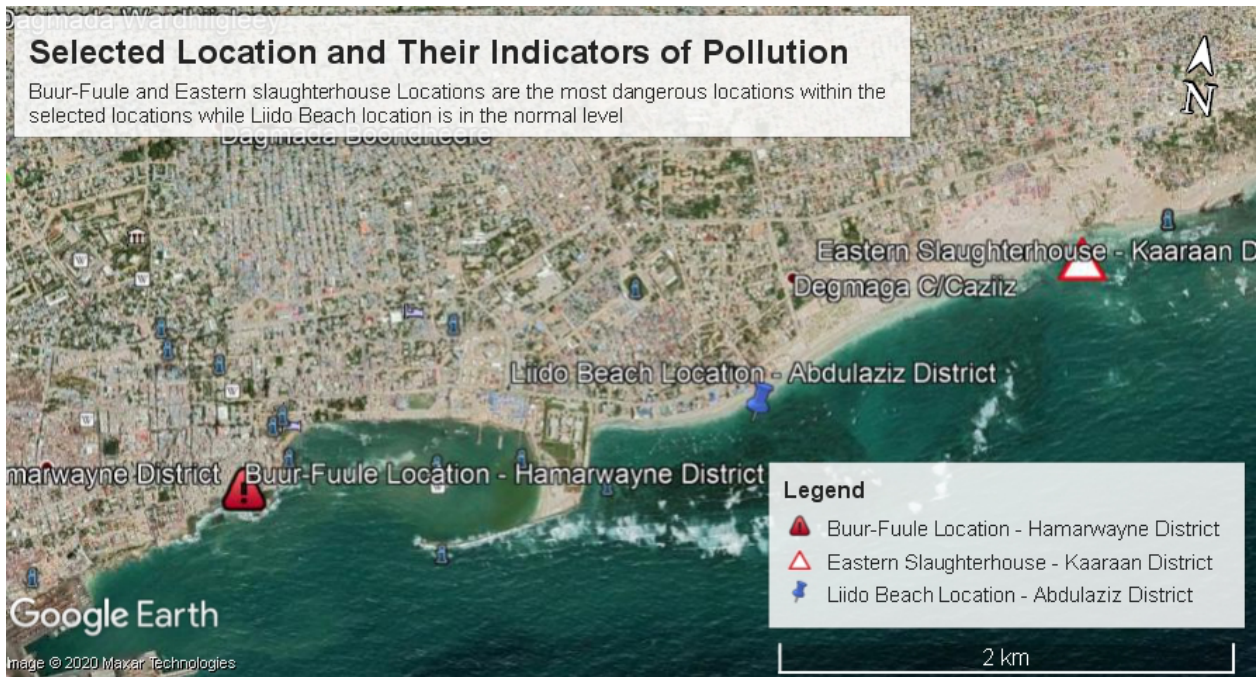 Dagmada Wardhiigleey
Selected Location and Their Indicators of Pollution
Buur-Fuule and Eastern slaughterhouse Locations are the most dangerous locations within the
selected locations while Liido Beach location is in the normal level
N
Dagmada Boondheere
Eastern Slaughterhouse - Kaaraan D
Degmaga C/Caziiz
Liido Beach Location - Abdulaziz District
marwayne District
Buur-Fuule Location - Hamarwayne District
Legend
Buur-Fuule Location - Hamarwayne District
Eastern Slaughterhouse - Kaaraan District
Liido Beach Location - Abdulaziz District
Google Earth
mage © 2020 Maxar Technologies
2 km